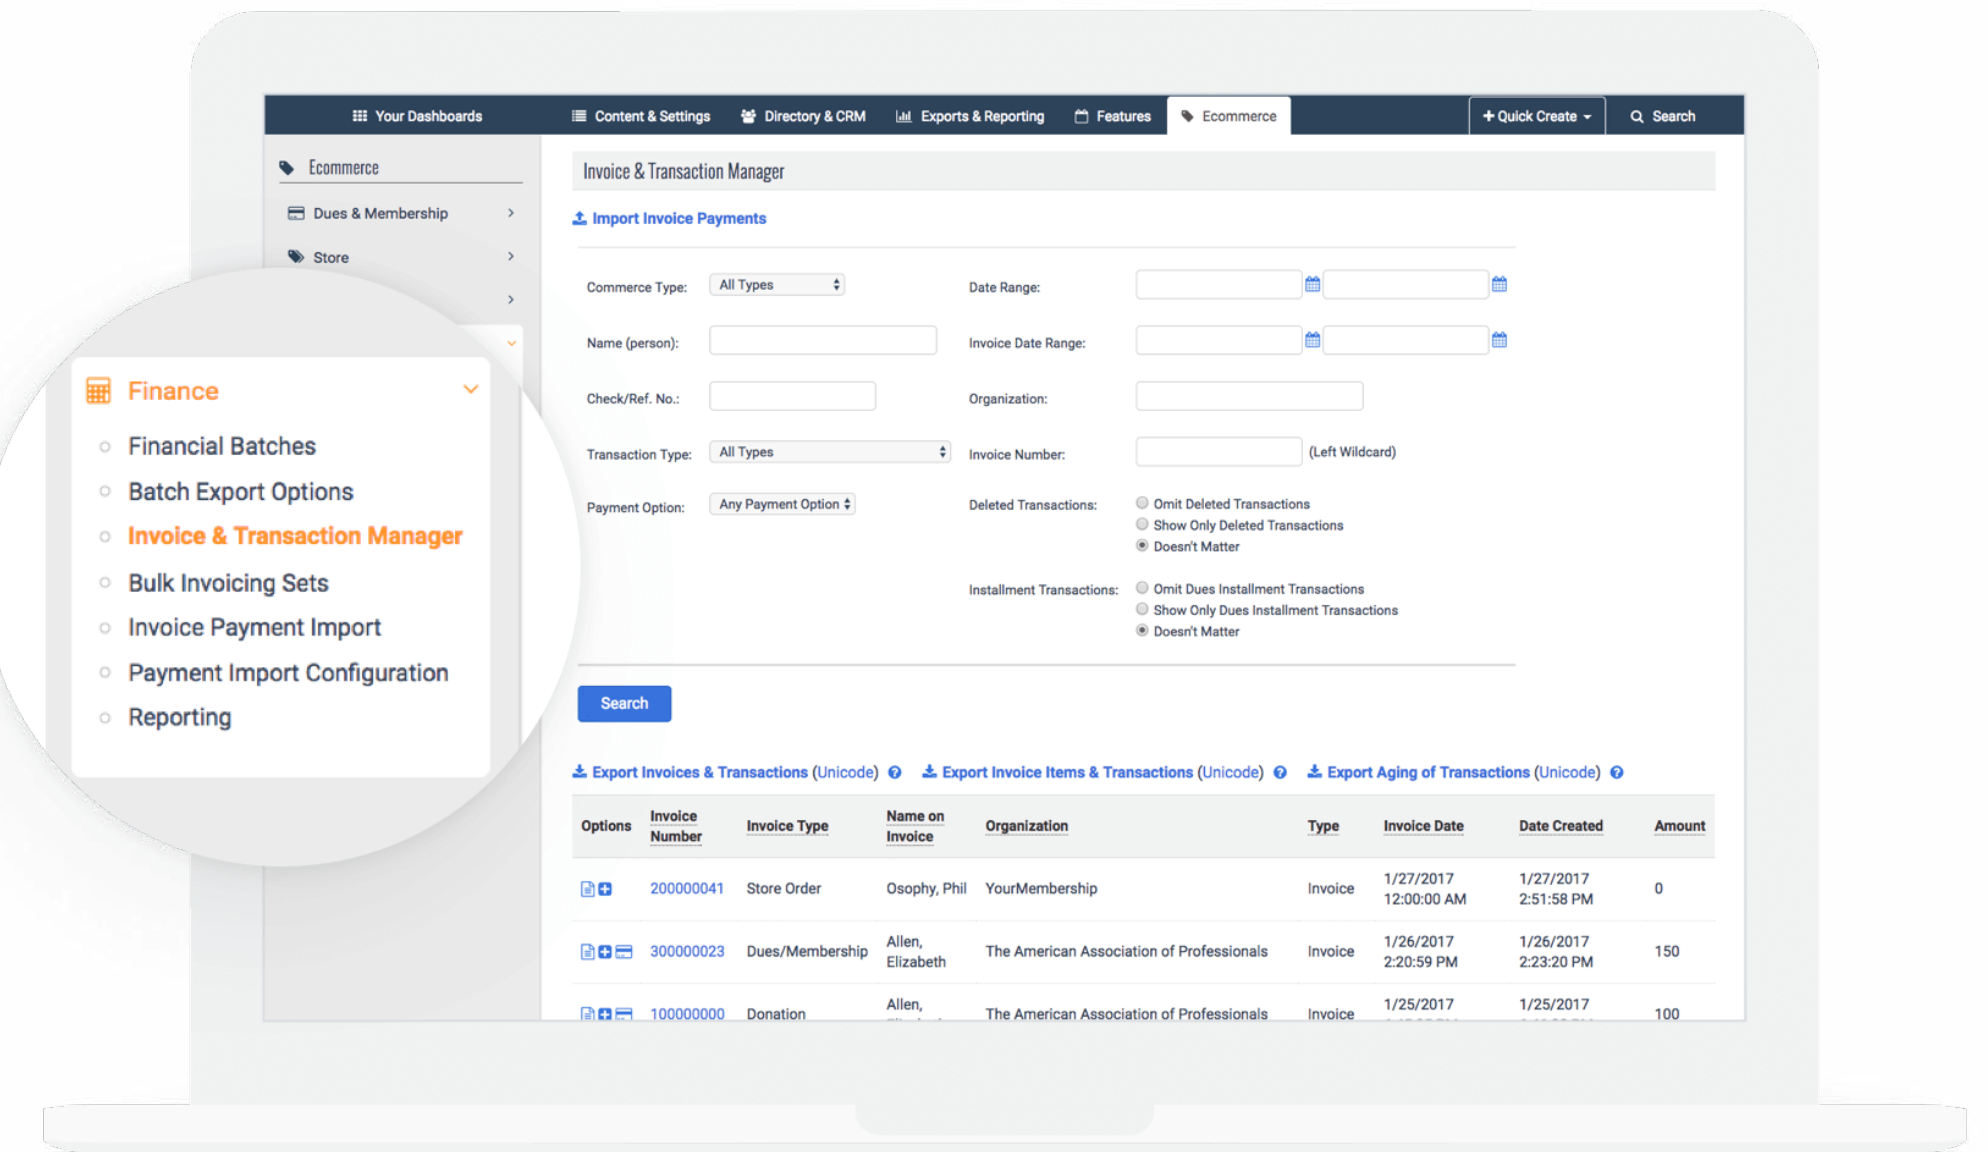 Your Dashboards
Content & Settings
Directory & CRM
Exports & Reporting
Features
Ecommerce
+ Quick Create
Search
Ecommerce
Dues & Membership
Store
Finance
Financial Batches
Batch Export Options
Invoice & Transaction Manager
Bulk Invoicing Sets
Invoice Payment Import
Payment Import Configuration
Reporting
Invoice & Transaction Manager
Import Invoice Payments
Commerce Type: All Types Date Range:
Name (person): Invoice Date Range:
Check/Ref. No.: Organization:
Transaction Type: All Types Invoice Number: (Left Wildcard)
Payment Option: Any Payment Option Deleted Transactions: Omit Deleted Transactions
Show Only Deleted Transactions
Doesn't Matter
Installment Transactions: Omit Dues Installment Transactions
Show Only Dues Installment Transactions
Doesn't Matter
Search
Export Invoices & Transactions (Unicode) Export Invoice Items & Transactions (Unicode) Export Aging of Transactions (Unicode)
Options Invoice Number Invoice Type Name on Invoice Organization Type Invoice Date Date Created Amount
200000041 Store Order Osophy, Phil YourMembership Invoice 1/27/2017 12:00:00 AM 1/27/2017 2:51:58 PM 0
300000023 Dues/Membership Allen, Elizabeth The American Association of Professionals Invoice 1/26/2017 2:20:59 PM 1/26/2017 2:23:20 PM 150
100000000 Donation Allen, The American Association of Professionals Invoice 1/25/2017 1/25/2017 100